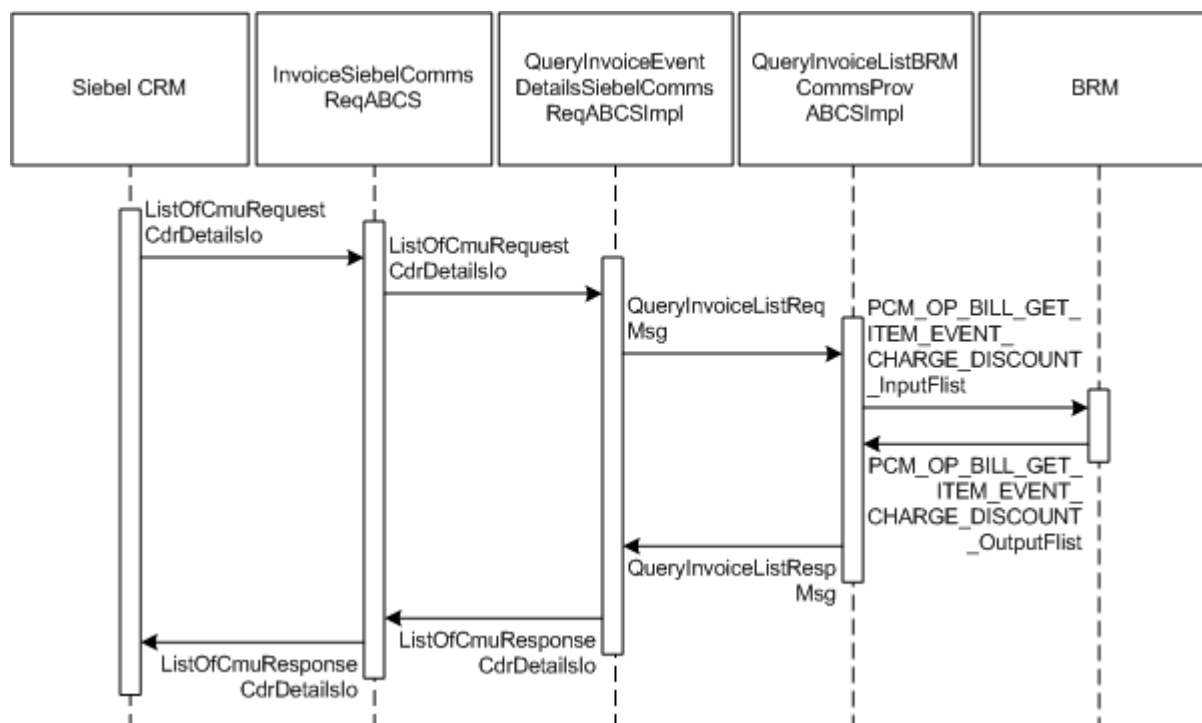 Siebel CRM
InvoiceSiebelComms
ReqABCS
QueryInvoiceEvent
DetailsSiebelComms
ReqABCSImpl
QueryInvoiceListBRM
CommsProv
ABCSImpl
BRM
ListOfCmuRequest
CdrDetailsIo
ListOfCmuRequest
CdrDetailsIo
QueryInvoiceListReq
Msg
PCM_OP_BILL_GET_
ITEM_EVENT_
CHARGE_DISCOUNT
_InputFlist
PCM_OP_BILL_GET_
ITEM_EVENT_
CHARGE_DISCOUNT
_OutputFlist
QueryInvoiceListResp
Msg
ListOfCmuResponse
CdrDetailsIo
ListOfCmuResponse
CdrDetailsIo